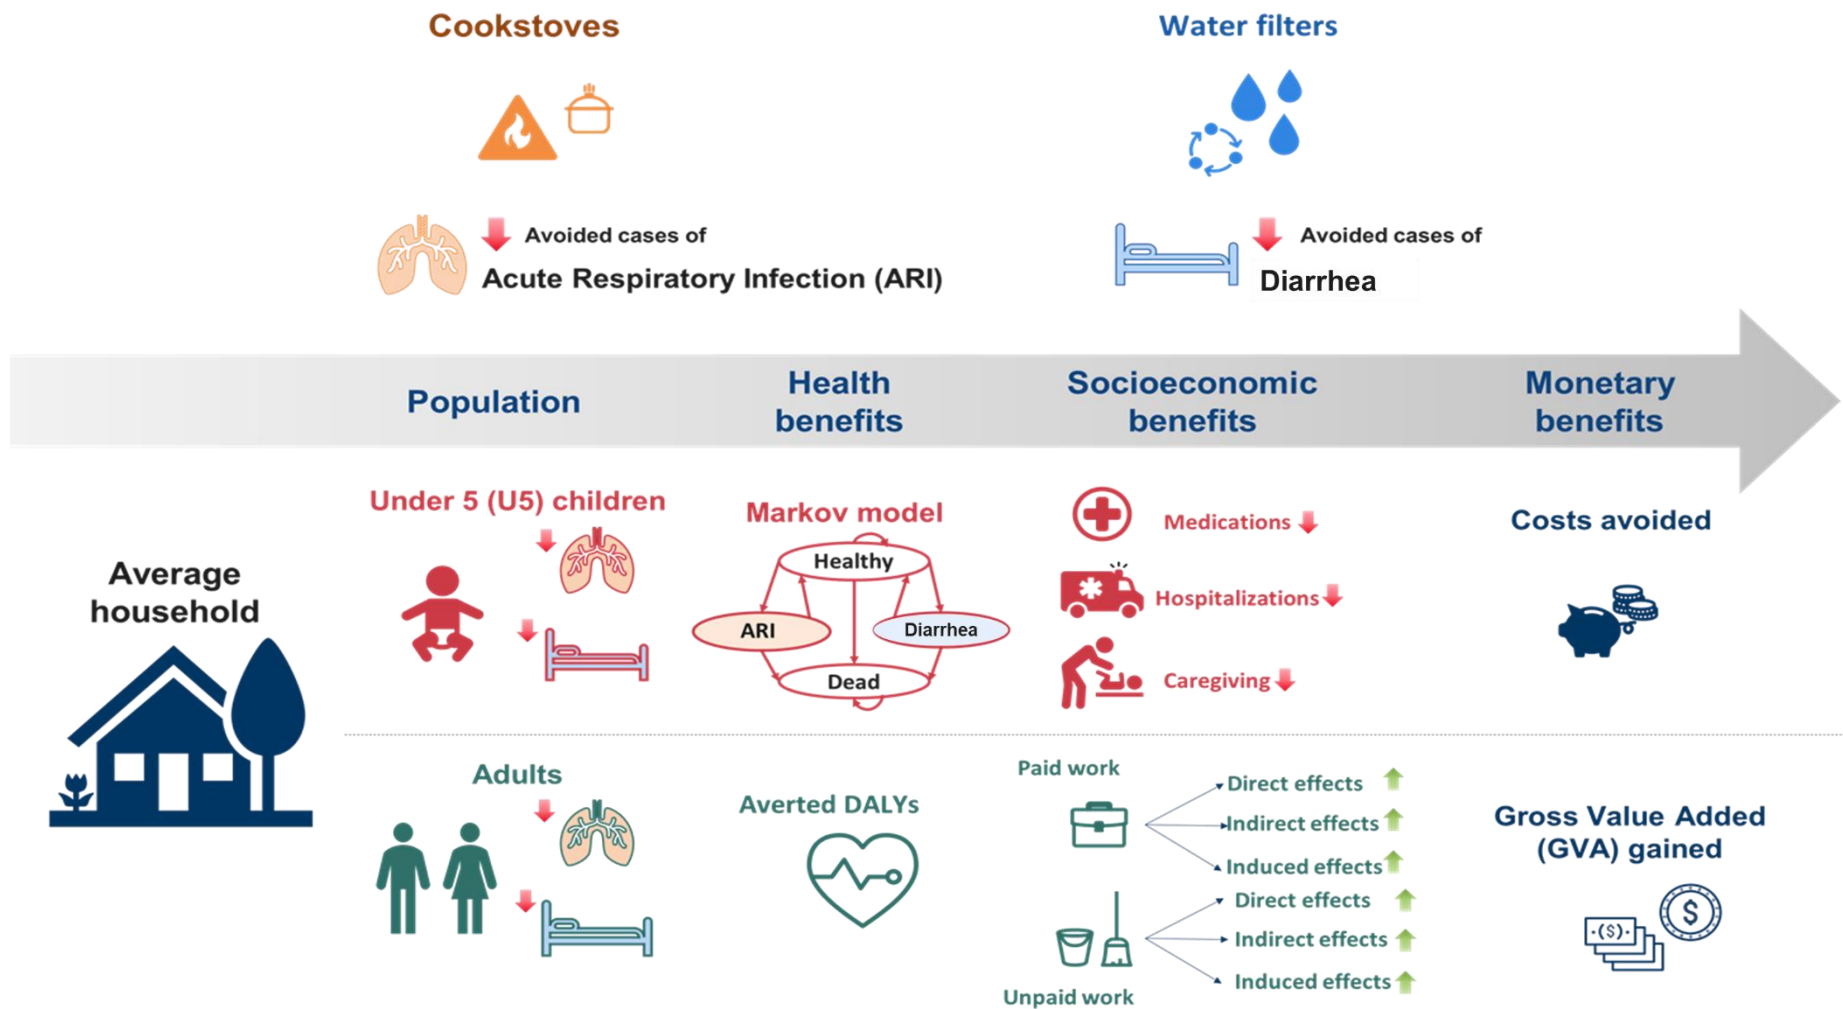 Cookstoves
Water filters
Avoided cases of
Acute Respiratory Infection (ARI)
Avoided cases of
Diarrhea
Population
Health
benefits
Socioeconomic
benefits
Monetary
benefits
Average
household
Under 5 (U5) children
Markov model
Healthy
ARI
Diarrhea
Dead
Medications
Hospitalizations
Caregiving
Costs avoided
Adults
Averted DALYs
Paid work
Direct effects
Indirect effects
Induced effects
Unpaid work
Direct effects
Indirect effects
Induced effects
Gross Value Added
(GVA) gained
($)
$